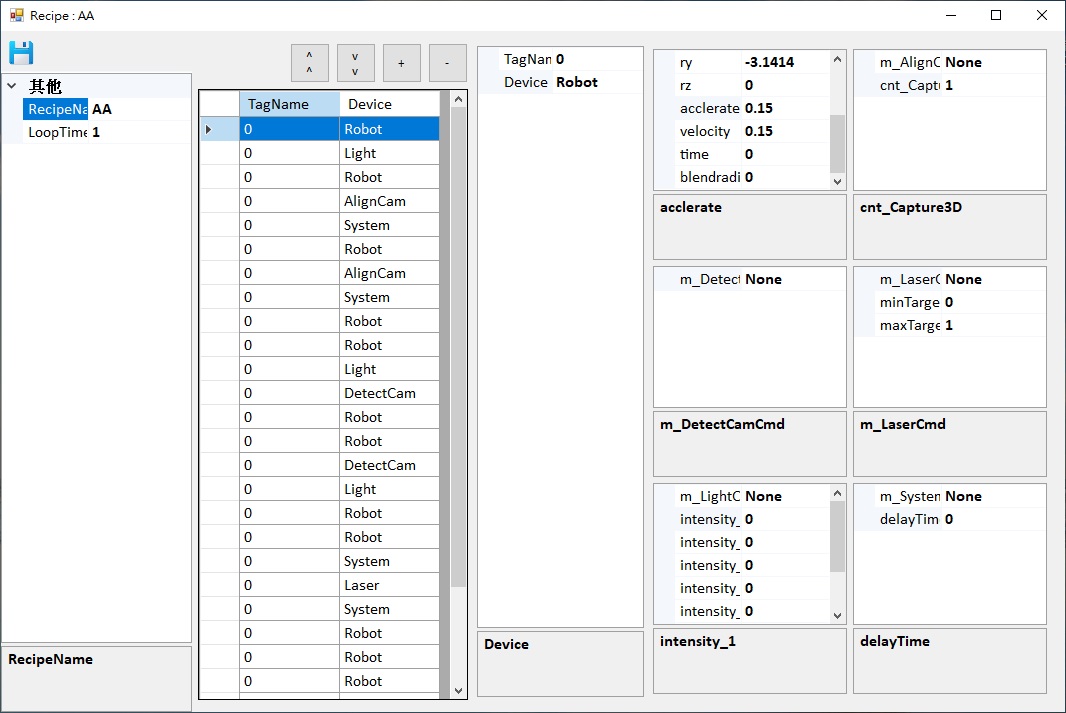 Recipe : AA
其他
RecipeNa AA
LoopTime 1
^ ^
v v
+
-
TagName Device
0 Robot
0 Light
0 Robot
0 AlignCam
0 System
0 Robot
0 AlignCam
0 System
0 Robot
0 Robot
0 Light
0 DetectCam
0 Robot
0 Robot
0 DetectCam
0 Light
0 Robot
0 Robot
0 System
0 Laser
0 System
0 Robot
0 Robot
0 Robot
TagNam 0
Device Robot
ry -3.1414
rz 0
acclerate 0.15
velocity 0.15
time 0
blendradi 0
acclerate
m_AlignC None
cnt_Captu 1
cnt_Capture3D
m_Detect None
m_DetectCamCmd
m_LaserC None
minTarge 0
maxTarge 1
m_LaserCmd
m_LightC None
intensity_ 0
intensity_ 0
intensity_ 0
intensity_ 0
intensity_ 0
intensity_1
m_System None
delayTim 0
delayTime
Device
RecipeName